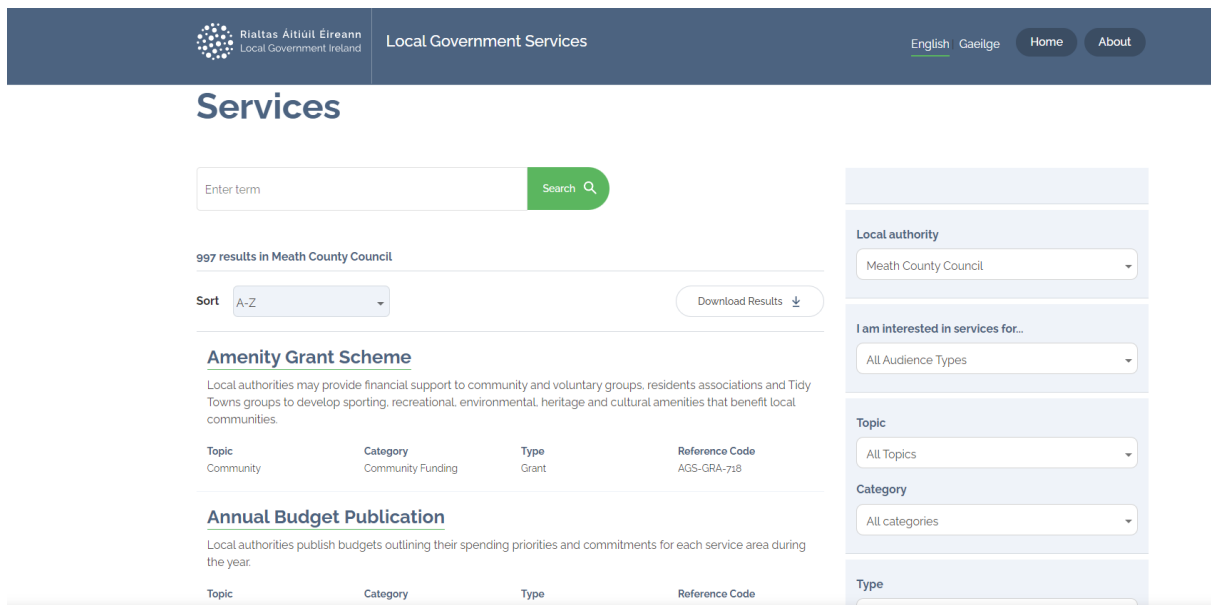 Rialtas Áitiúil Éireann
Local Government Ireland
Local Government Services
English Gaeilge
Home
About
Services
Enter term
Search
997 results in Meath County Council
Sort
A-Z
Download Results
Amenity Grant Scheme
Local authorities may provide financial support to community and voluntary groups, residents associations and Tidy
Towns groups to develop sporting, recreational, environmental, heritage and cultural amenities that benefit local
communities.
Topic Category Type Reference Code
Community Community Funding Grant AGS-GRA-718
Annual Budget Publication
Local authorities publish budgets outlining their spending priorities and commitments for each service area during
the year.
Topic Category Type Reference Code
Local authority
Meath County Council
I am interested in services for...
All Audience Types
Topic
All Topics
Category
All categories
Type